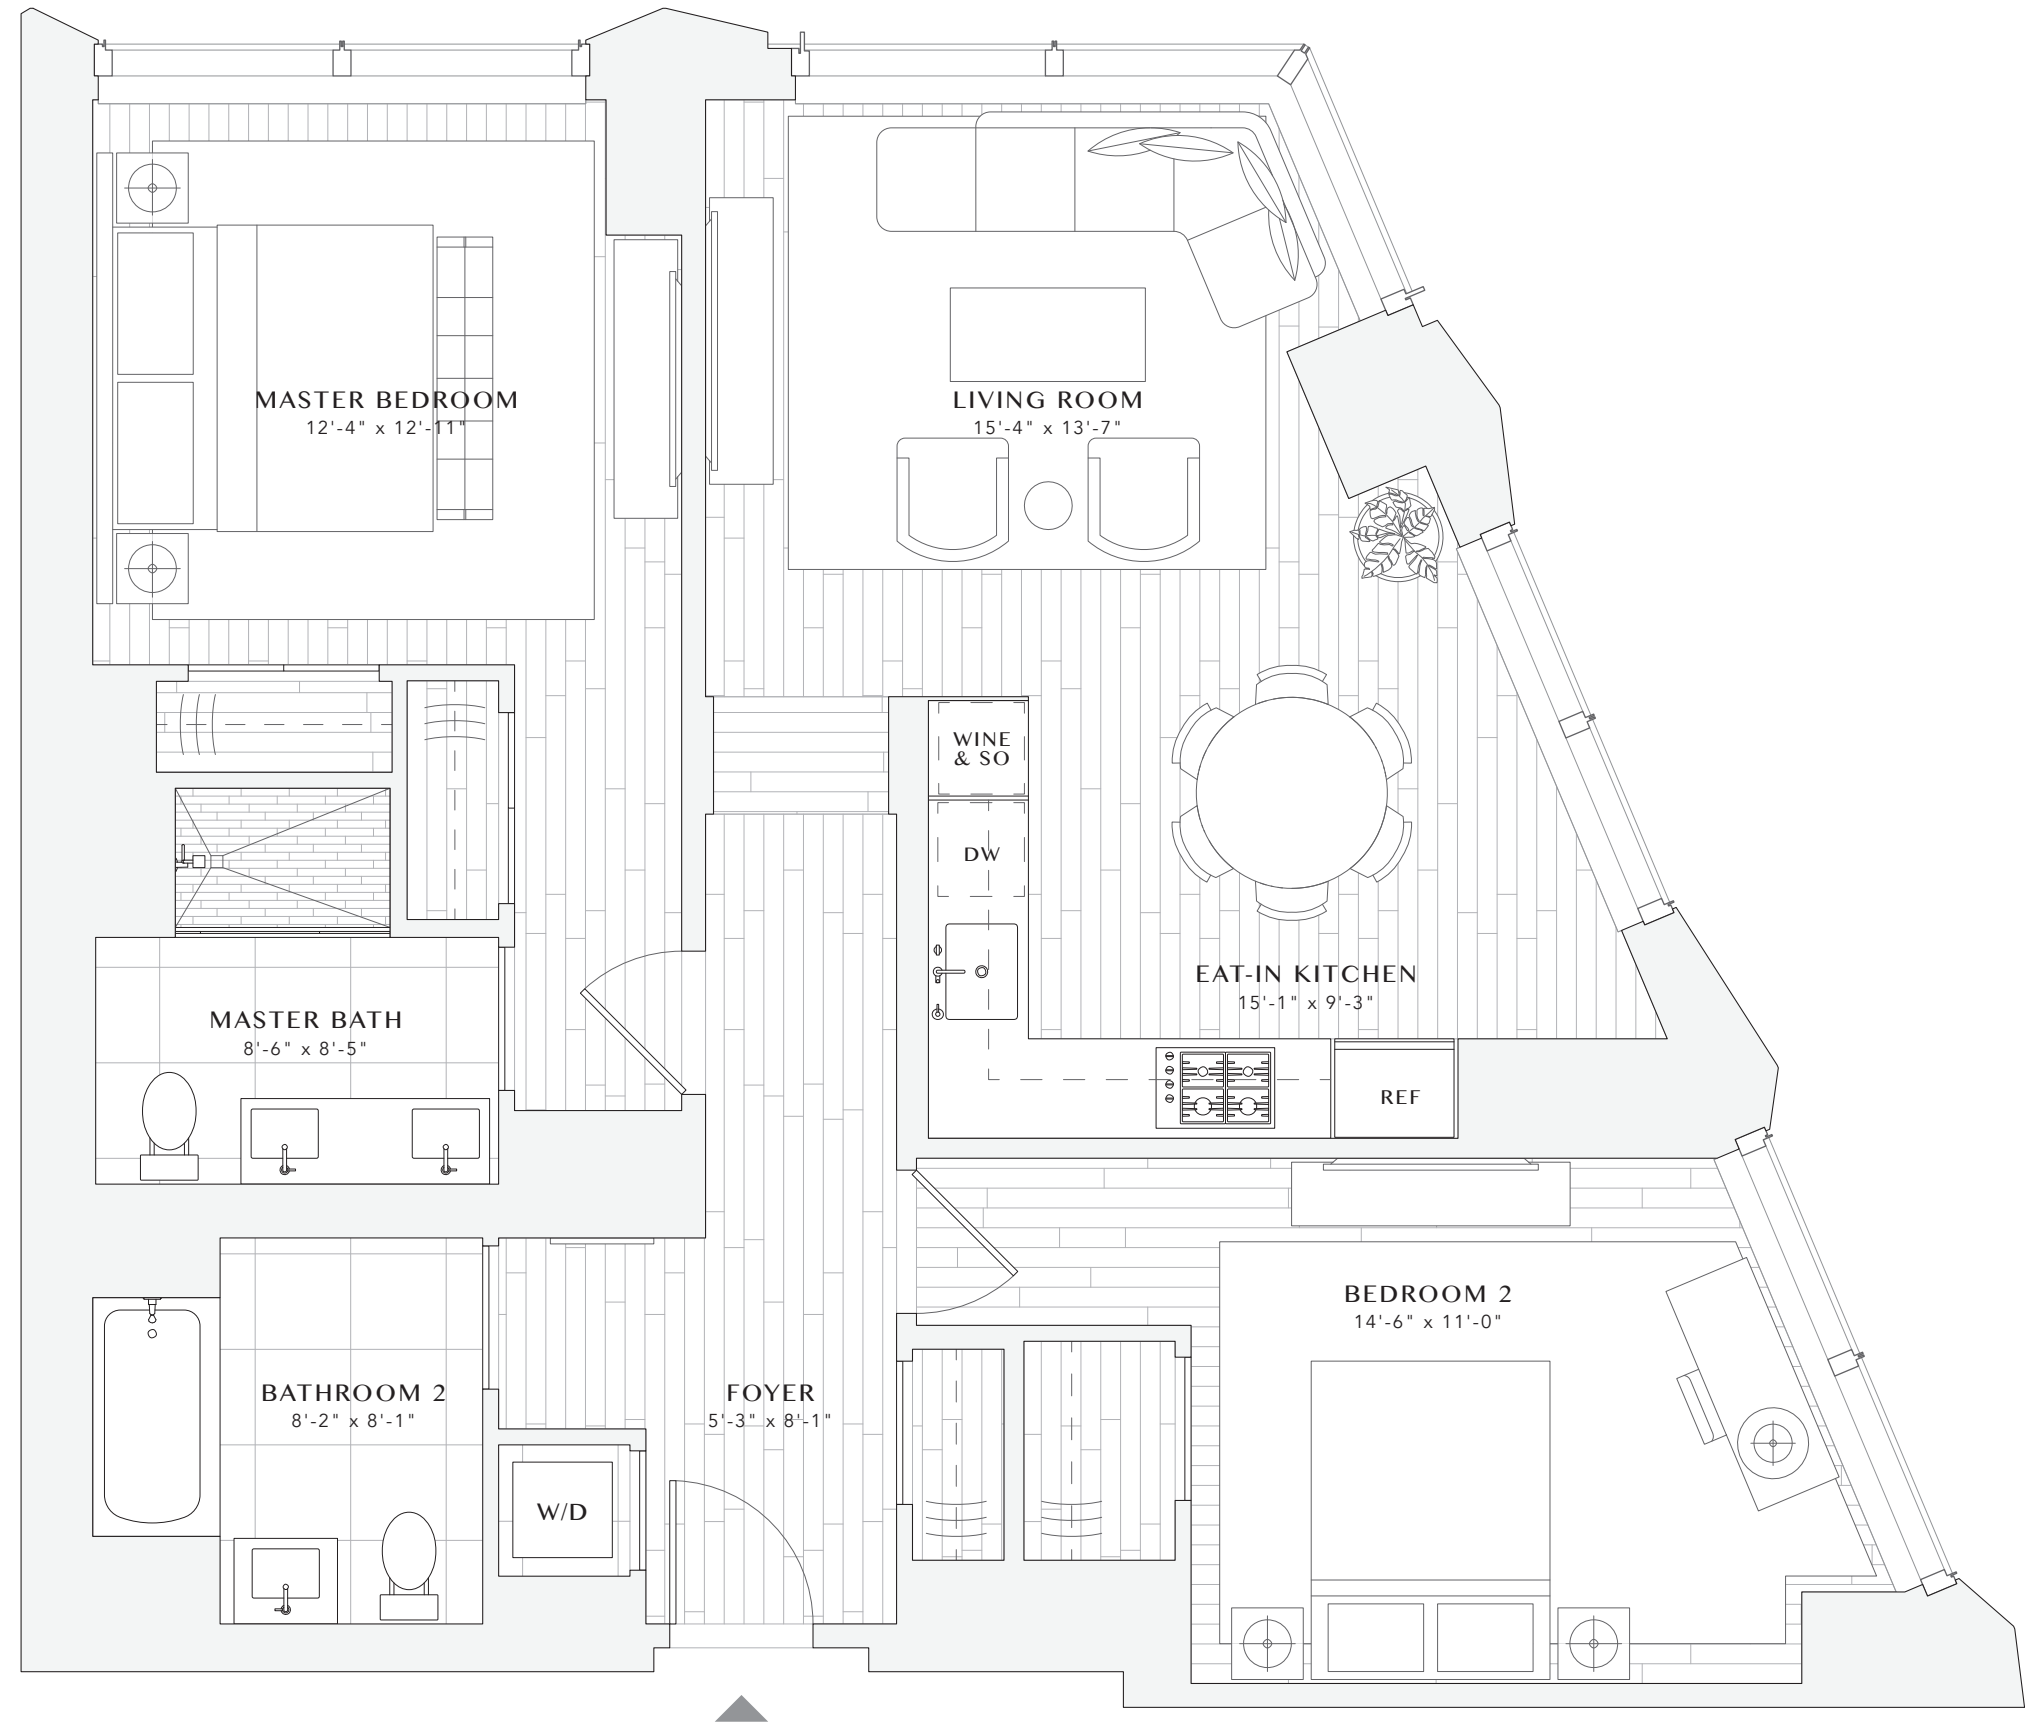 MASTER BEDROOM
12'-4" x 12'-11"
LIVING ROOM
15'-4" x 13'-7"
WINE
& SO
DW
EAT-IN KITCHEN
15'-1" x 9'-3"
REF
MASTER BATH
8'-6" x 8'-5"
BEDROOM 2
14'-6" x 11'-0"
BATHROOM 2
8'-2" x 8'-1"
FOYER
5'-3" x 8'-1"
W/D